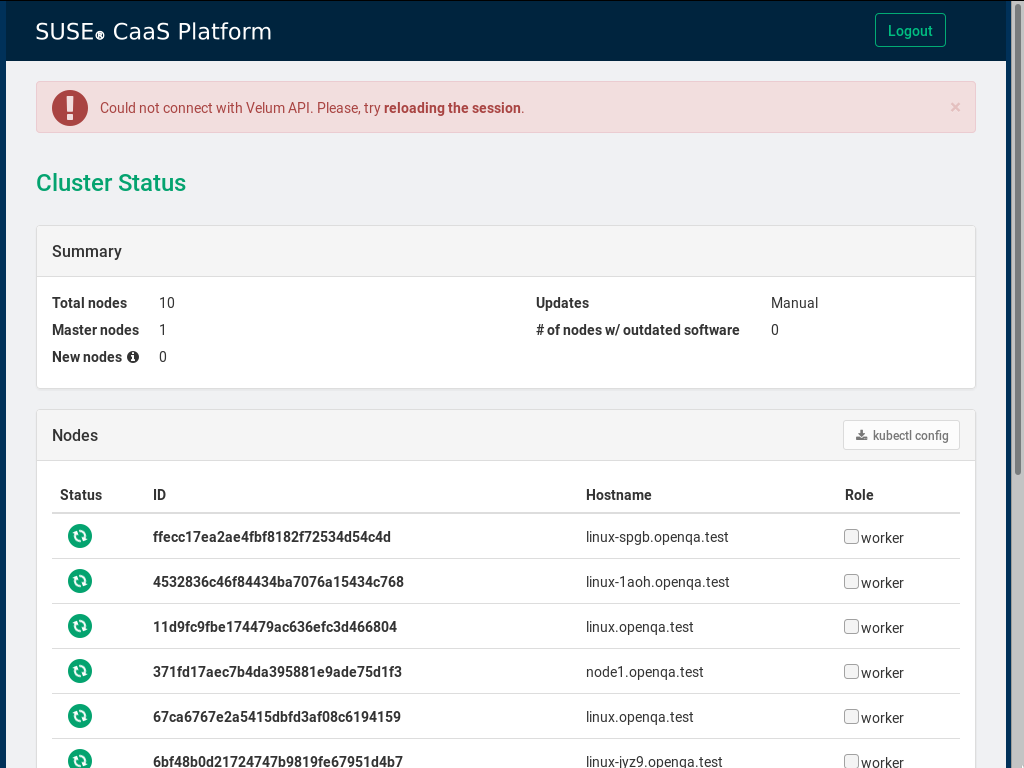 SUSE® CaaS Platform
Logout
Could not connect with Velum API. Please, try reloading the session.
×
Cluster Status
Summary
Total nodes 10 Updates Manual
Master nodes 1 # of nodes w/ outdated software 0
New nodes 0
Nodes kubectl config
Status ID Hostname Role
ffecc17ea2ae4fbf8182f72534d54c4d linux-spgb.openqa.test worker
4532836c46f84434ba7076a15434c768 linux-1aoh.openqa.test worker
11d9fc9fbe174479ac636efc3d466804 linux.openqa.test worker
371fd17aec7b4da395881e9ade75d1f3 node1.openqa.test worker
67ca6767e2a5415dbfd3af08c6194159 linux.openqa.test worker
6bf48b0d21724747b9819fe67951d4b7 linux-jyz9.openqa.test worker